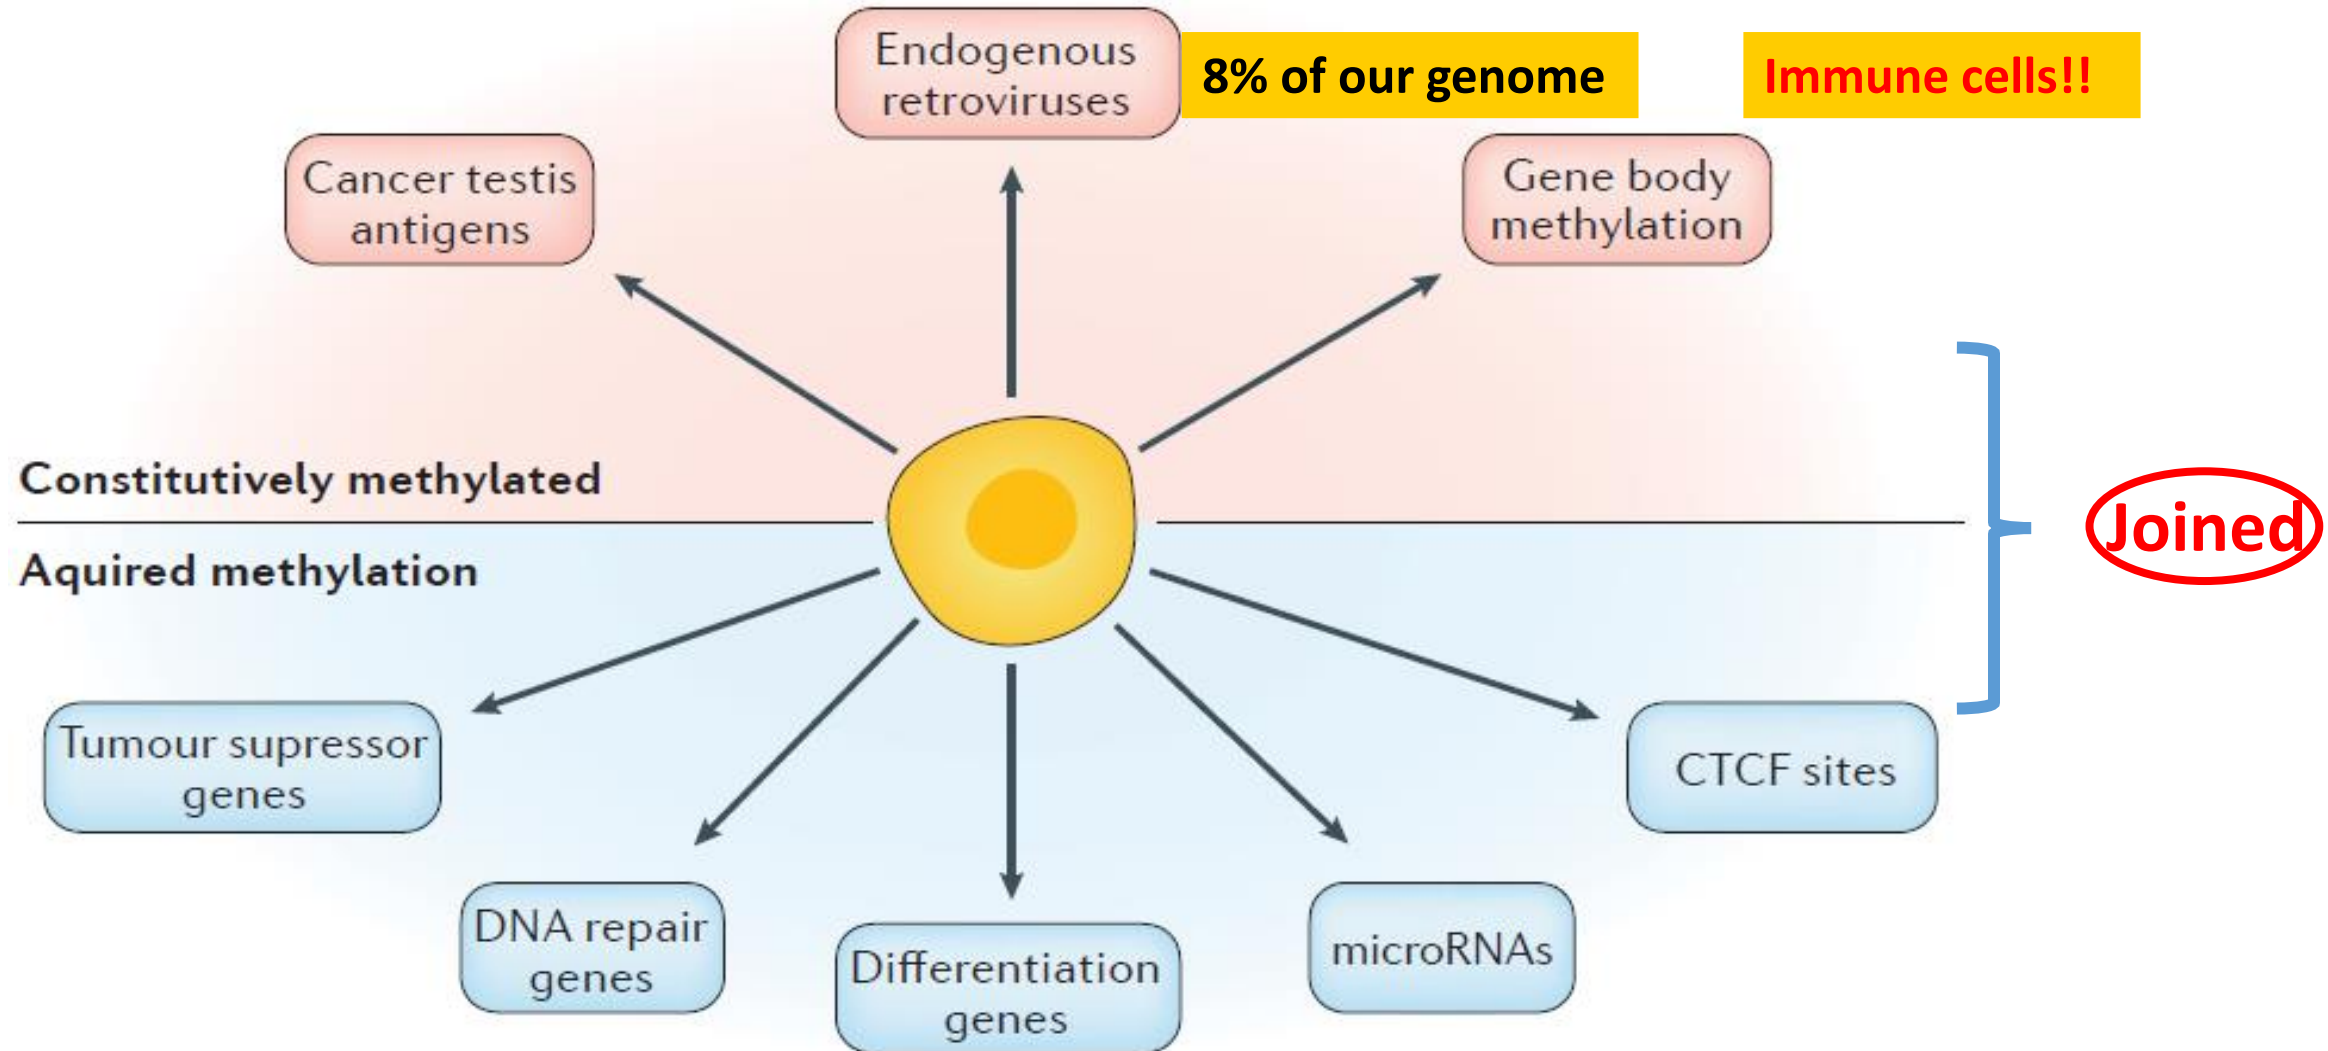 Endogenous
retroviruses
8% of our genome
Immune cells!!
Cancer testis
antigens
Gene body
methylation
Constitutively methylated
Aquired methylation
Joined
Tumour supressor
genes
CTCF sites
DNA repair
genes
Differentiation
genes
microRNAs